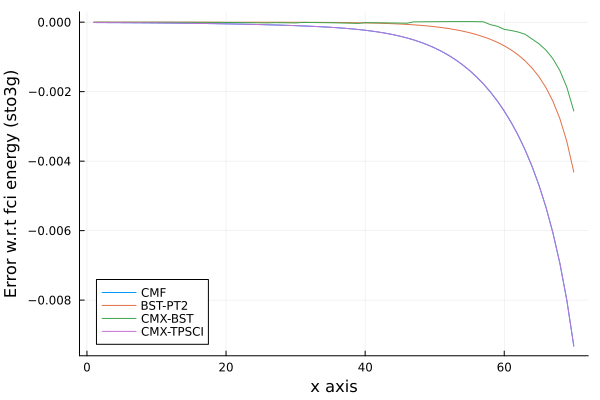 Error w.r.t fci energy (sto3g)
0.000
−0.002
−0.004
−0.006
−0.008
CMF
BST-PT2
CMX-BST
CMX-TPSCI
0 20 40 60
x axis